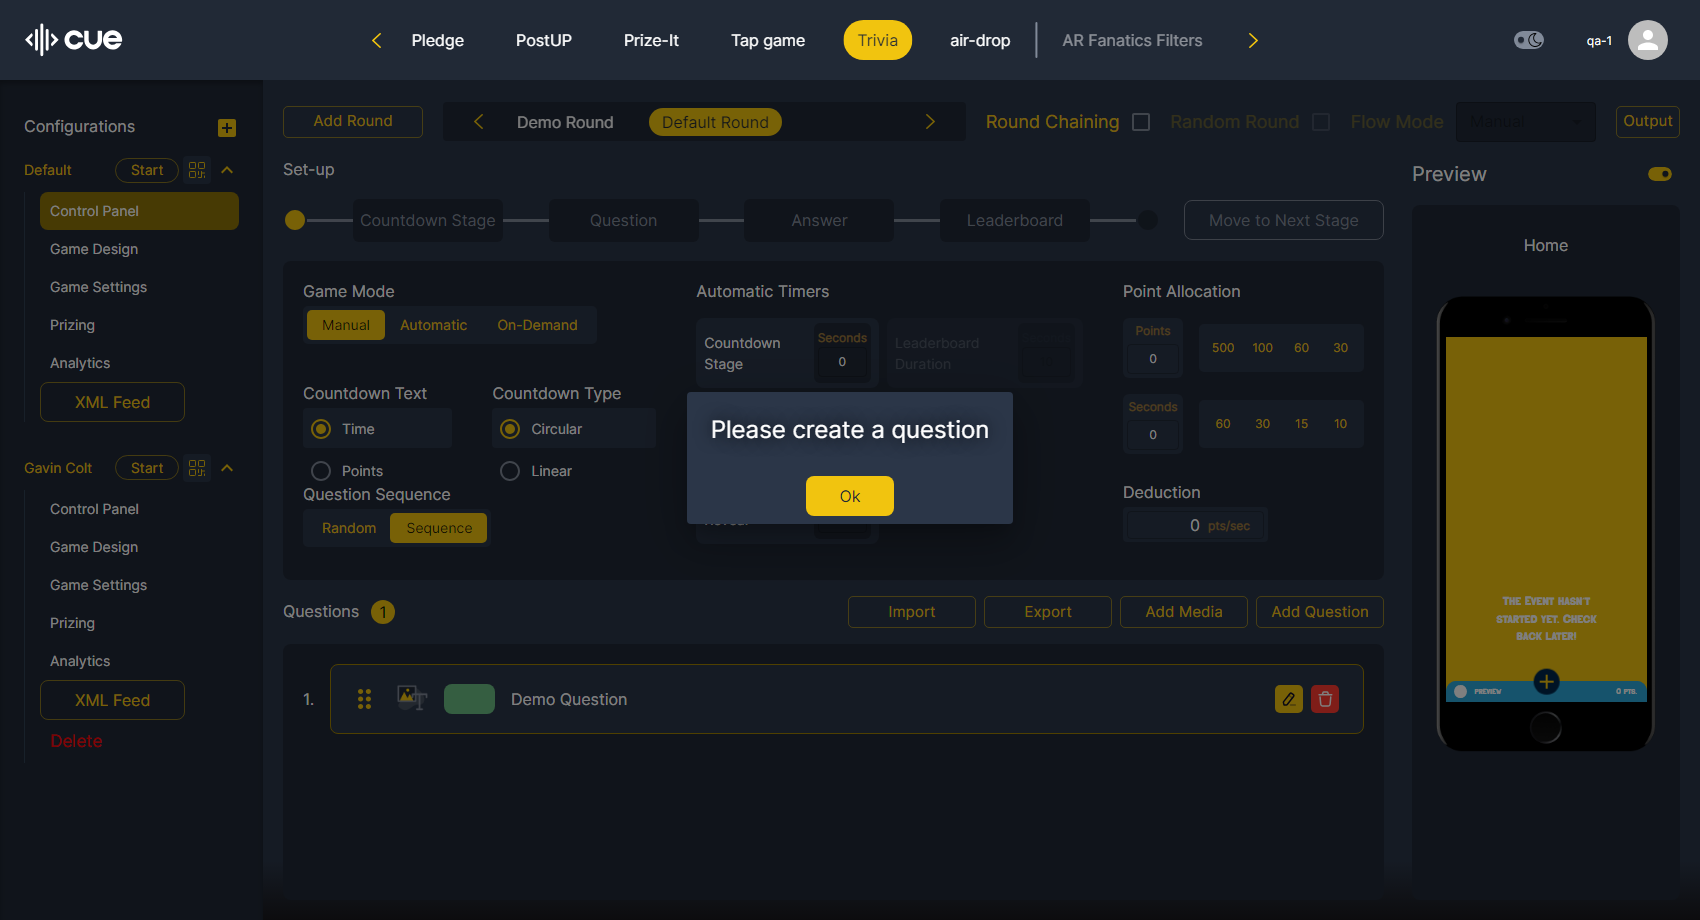 cue
Pledge
PostUP
Prize-It
Tap game
Trivia
air-drop
AR Fanatics Filters
qa-1
Configurations
Default
Start
Control Panel
Game Design
Game Settings
Prizing
Analytics
XML Feed
Gavin Colt
Start
Control Panel
Game Design
Game Settings
Prizing
Analytics
XML Feed
Delete
Add Round
Demo Round
Default Round
Round Chaining
Random Round
Flow Mode
Manual
Output
Set-up
Countdown Stage
Question
Answer
Leaderboard
Move to Next Stage
Game Mode
Manual
Automatic
On-Demand
Countdown Text
Time
Points
Countdown Type
Circular
Linear
Question Sequence
Random
Sequence
Automatic Timers
Countdown
Stage
Seconds
0
Leaderboard
Duration
Please create a question
Ok
Point Allocation
Points
0
500
100
60
30
Seconds
0
60
30
15
10
Deduction
0 pts/sec
Questions 1
Import
Export
Add Media
Add Question
1.
Demo Question
Preview
Home
The Event hasn't
started yet. Check
back later!
PREVIEW
0 PTS.